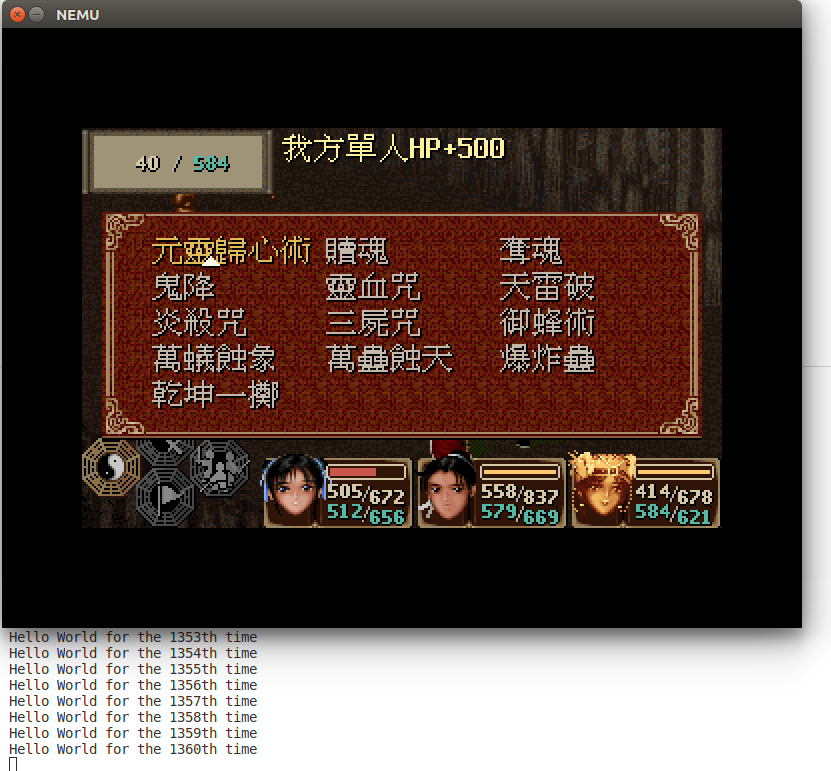 NEMU
40 / 584
我方單人HP+500
元靈歸心術 贖魂 奪魂
鬼降 靈血咒 天雷破
炎殺咒 三屍咒 御蜂術
萬蟻蝕象 萬蠱蝕天 爆炸蠱
乾坤一擲
505/672 558/837 414/678
512/656 579/669 584/621
Hello World for the 1353th time
Hello World for the 1354th time
Hello World for the 1355th time
Hello World for the 1356th time
Hello World for the 1357th time
Hello World for the 1358th time
Hello World for the 1359th time
Hello World for the 1360th time